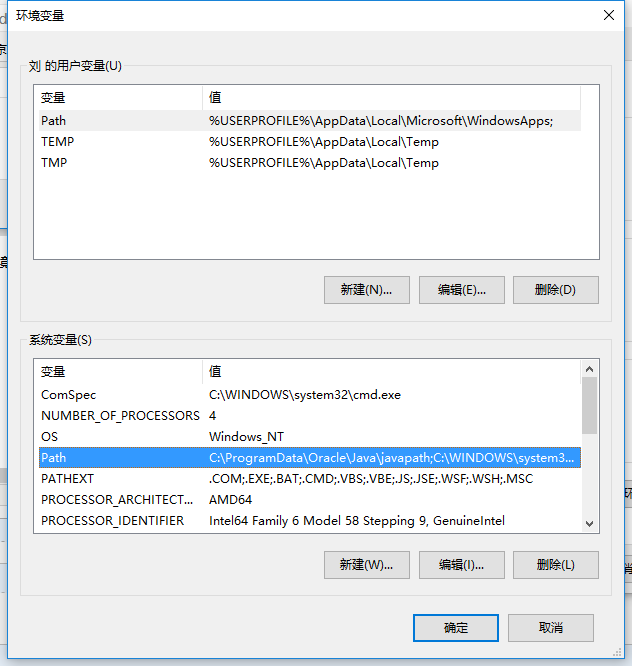 环境变量
刘 的用户变量(U)
变量 值
Path %USERPROFILE%\AppData\Local\Microsoft\WindowsApps;
TEMP %USERPROFILE%\AppData\Local\Temp
TMP %USERPROFILE%\AppData\Local\Temp
新建(N)... 编辑(E)... 删除(D)
系统变量(S)
变量 值
ComSpec C:\WINDOWS\system32\cmd.exe
NUMBER_OF_PROCESSORS 4
OS Windows_NT
Path C:\ProgramData\Oracle\Java\javapath;C:\WINDOWS\system3...
PATHEXT .COM;.EXE;.BAT;.CMD;.VBS;.VBE;.JS;.JSE;.WSF;.WSH;.MSC
PROCESSOR_ARCHITECT... AMD64
PROCESSOR_IDENTIFIER Intel64 Family 6 Model 58 Stepping 9, GenuineIntel
新建(W)... 编辑(I)... 删除(L)
确定 取消